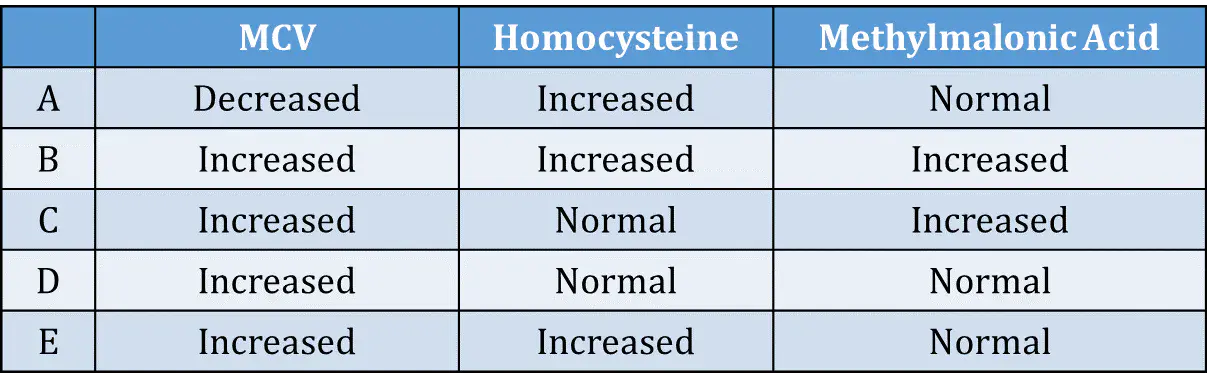 MCV Homocysteine Methylmalonic Acid
A Decreased Increased Normal
B Increased Increased Increased
C Increased Normal Increased
D Increased Normal Normal
E Increased Increased Normal